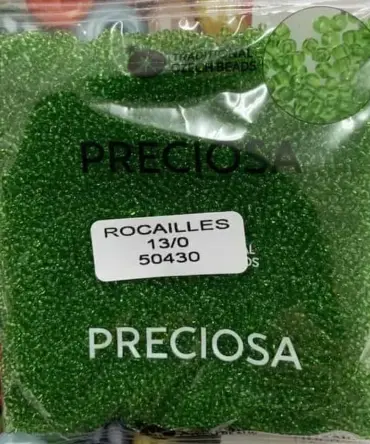 TRADITIONAL
CZECH BEADS
PRECIOSA
ROCAILLES
13/0
50430
PRECIOSA